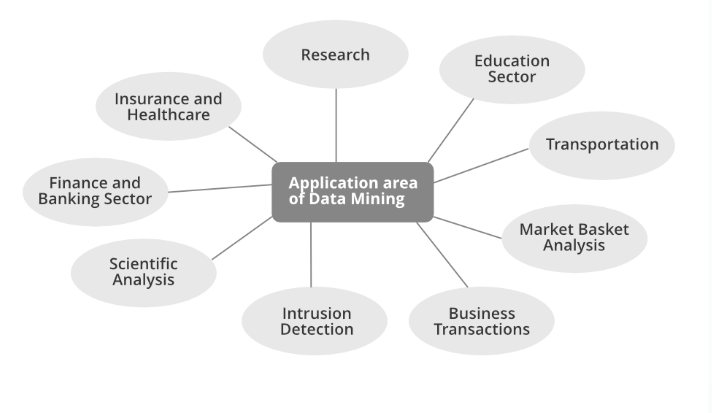 Research
Education
Sector
Insurance and
Healthcare
Transportation
Application area
of Data Mining
Finance and
Banking Sector
Market Basket
Analysis
Scientific
Analysis
Intrusion
Detection
Business
Transactions